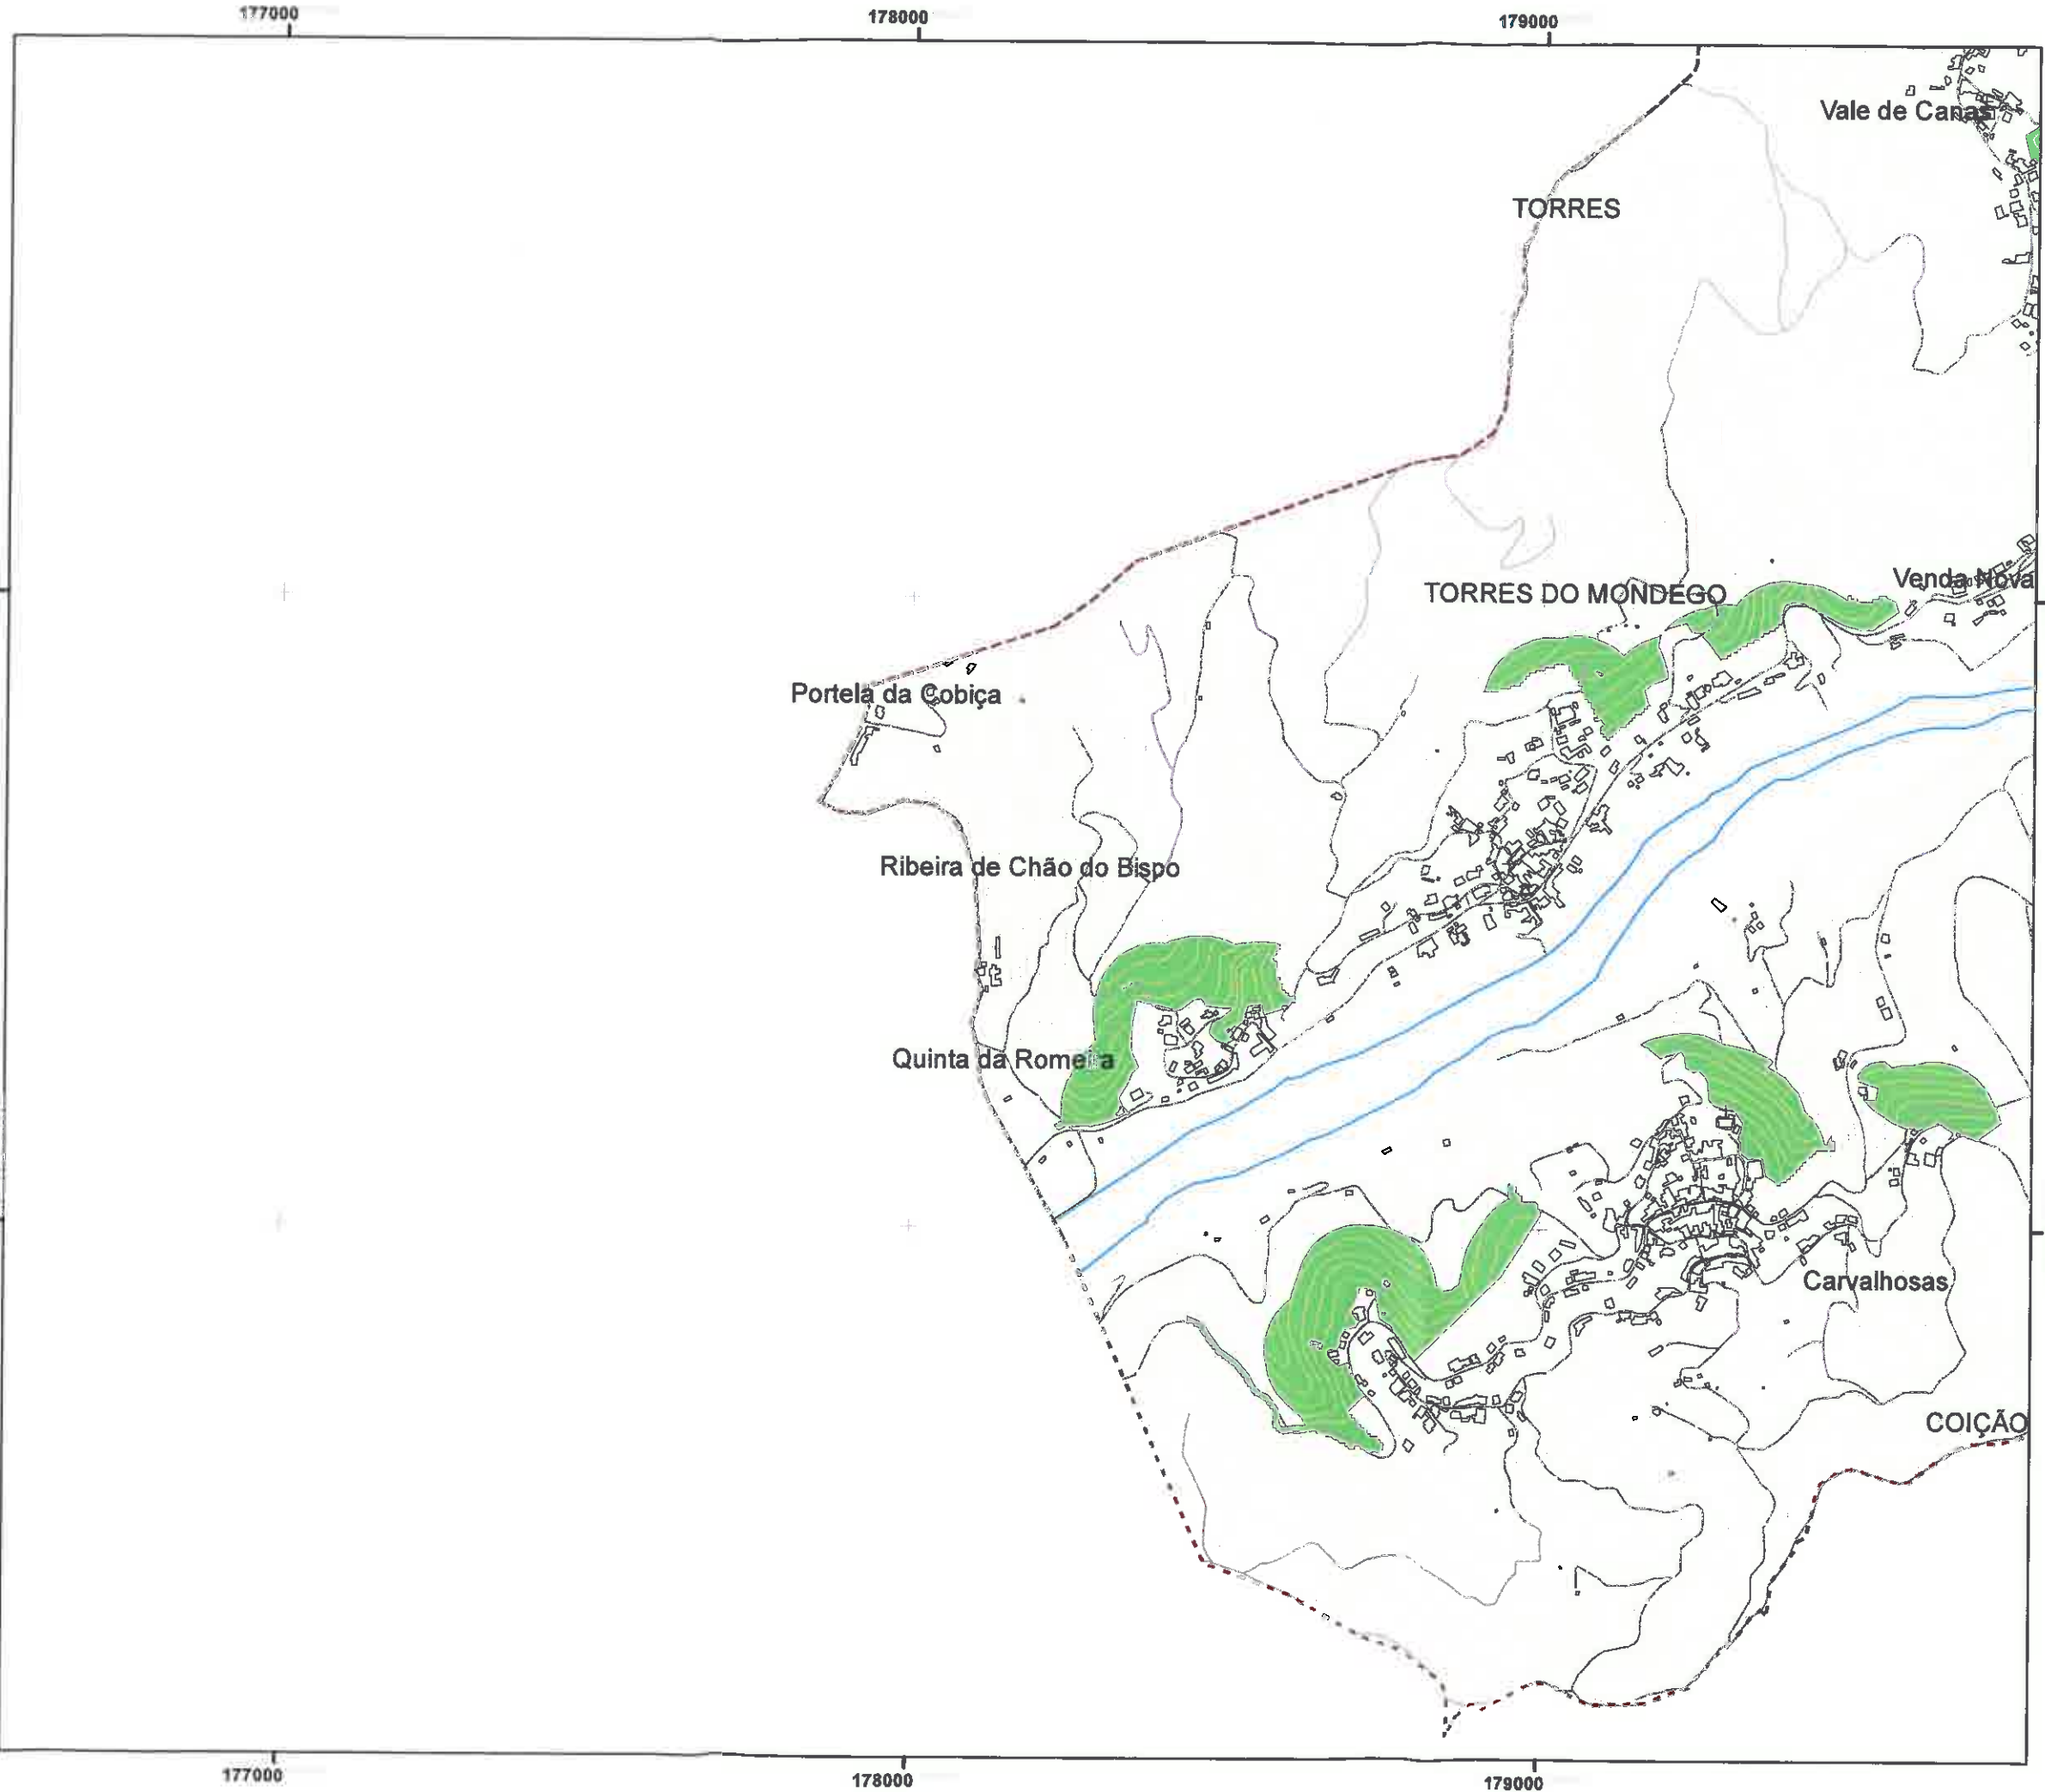 177000
178000
179000
Vale de Canas
TORRES
Venda Nova
TORRES DO MONDEGO
Portela da Cobiça
Ribeira de Chão do Bispo
Quinta da Romeira
Carvalhosas
COIÇÃO
177000
178000
179000